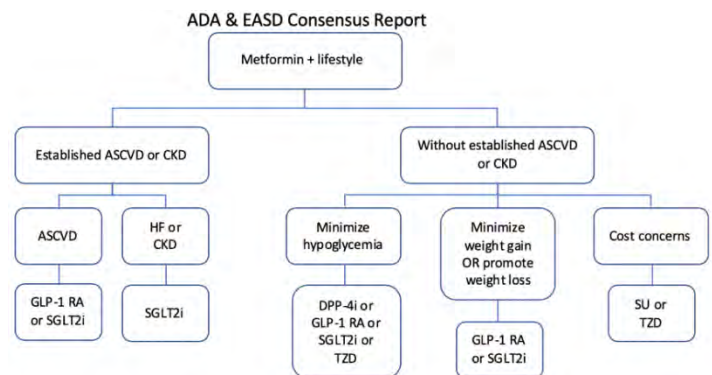 ADA & EASD Consensus Report
Metformin + lifestyle
Established ASCVD or CKD
Without established ASCVD
or CKD
ASCVD
HF or
CKD
Minimize
hypoglycemia
Minimize
weight gain
OR promote
weight loss
Cost concerns
GLP-1 RA
or SGLT2i
SGLT2i
DPP-4i or
GLP-1 RA or
SGLT2i or
TZD
GLP-1 RA
or SGLT2i
SU or
TZD